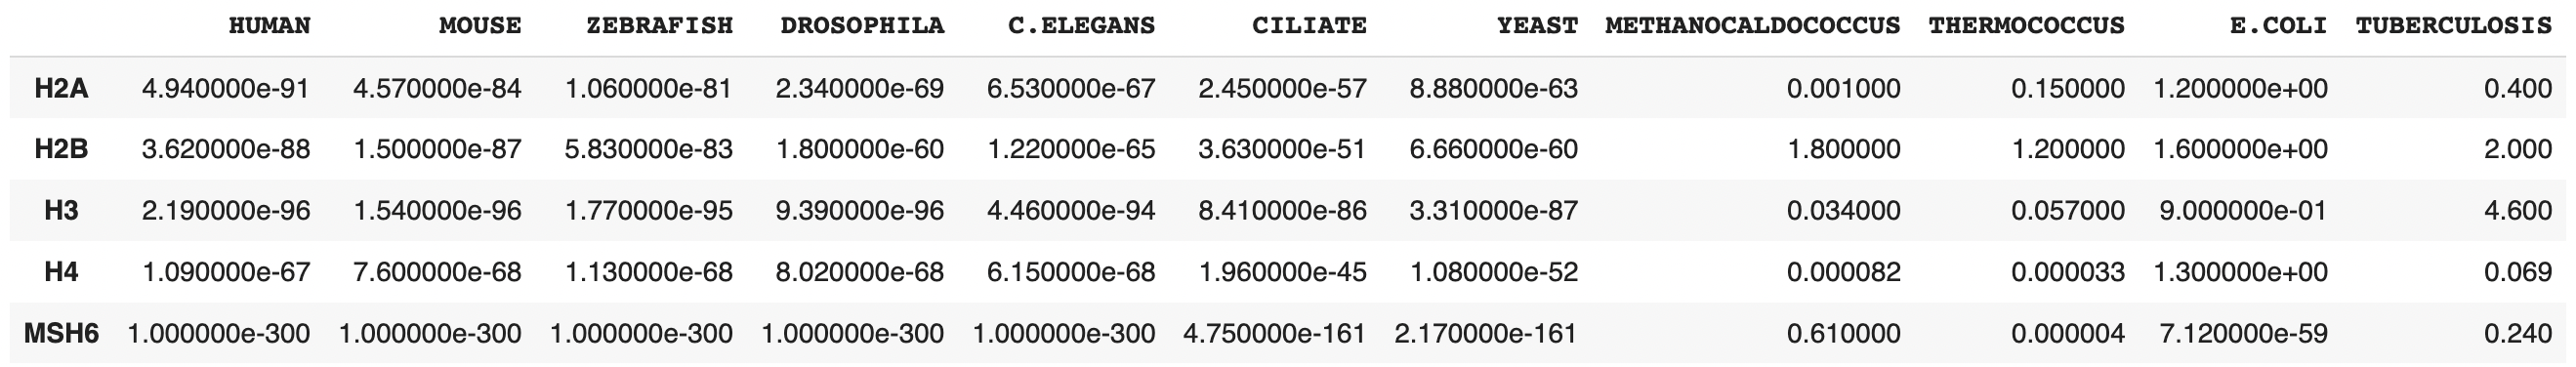 HUMAN MOUSE ZEBRAFISH DROSOPHILA C.ELEGANS CILIATE YEAST METHANOCALDOCOCCUS THERMOCOCCUS E.COLI TUBERCULOSIS
H2A 4.940000e-91 4.570000e-84 1.060000e-81 2.340000e-69 6.530000e-67 2.450000e-57 8.880000e-63 0.001000 0.150000 1.200000e+00 0.400
H2B 3.620000e-88 1.500000e-87 5.830000e-83 1.800000e-60 1.220000e-65 3.630000e-51 6.660000e-60 1.800000 1.200000 1.600000e+00 2.000
H3 2.190000e-96 1.540000e-96 1.770000e-95 9.390000e-96 4.460000e-94 8.410000e-86 3.310000e-87 0.034000 0.057000 9.000000e-01 4.600
H4 1.090000e-67 7.600000e-68 1.130000e-68 8.020000e-68 6.150000e-68 1.960000e-45 1.080000e-52 0.000082 0.000033 1.300000e+00 0.069
MSH6 1.000000e-300 1.000000e-300 1.000000e-300 1.000000e-300 1.000000e-300 4.750000e-161 2.170000e-161 0.610000 0.000004 7.120000e-59 0.240